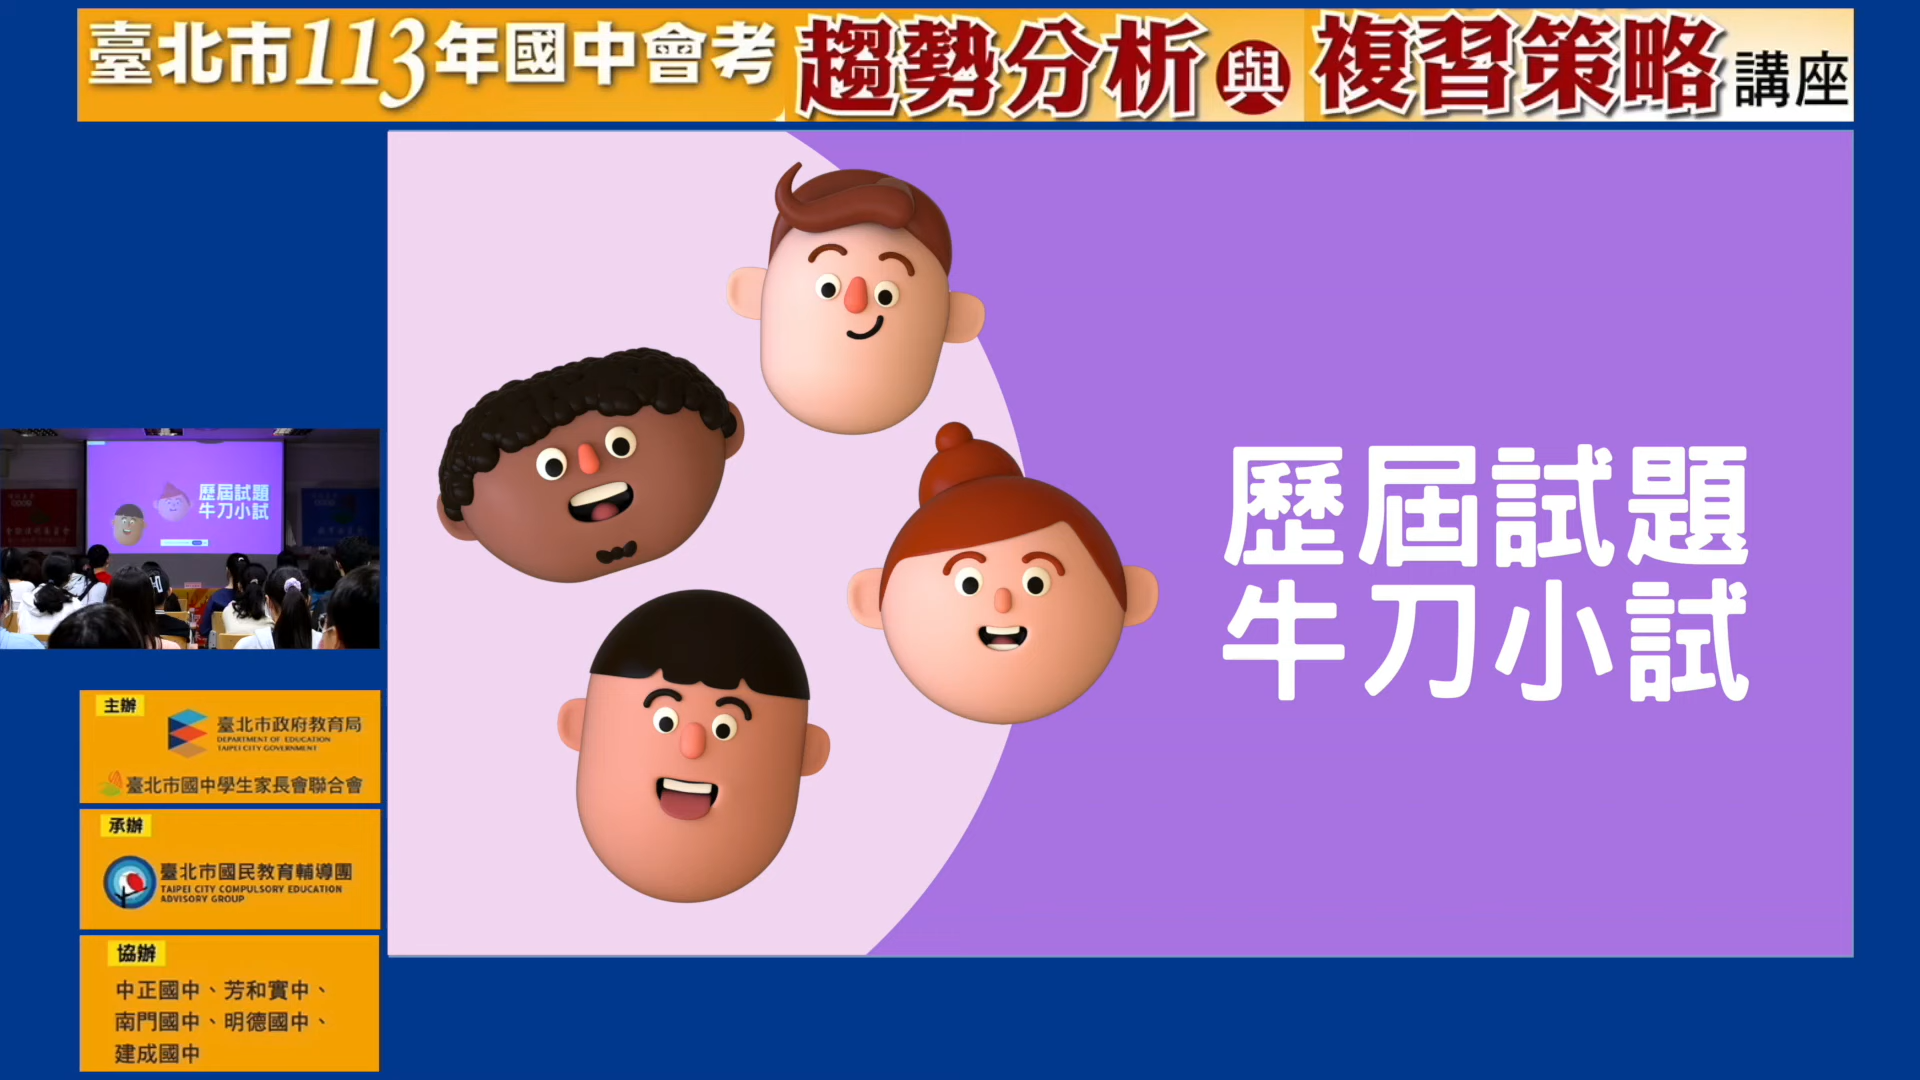 臺北市113年國中會考 趨勢分析與複習策略講座
歷屆試題
牛刀小試
歷屆試題
牛刀小試
主辦
臺北市政府教育局
DEPARTMENT OF EDUCATION
TAIPEI CITY GOVERNMENT
臺北市國中學生家長會聯合會
承辦
臺北市國民教育輔導團
TAIPEI CITY COMPULSORY EDUCATION
ADVISORY GROUP
協辦
中正國中、芳和實中、
南門國中、明德國中、
建成國中